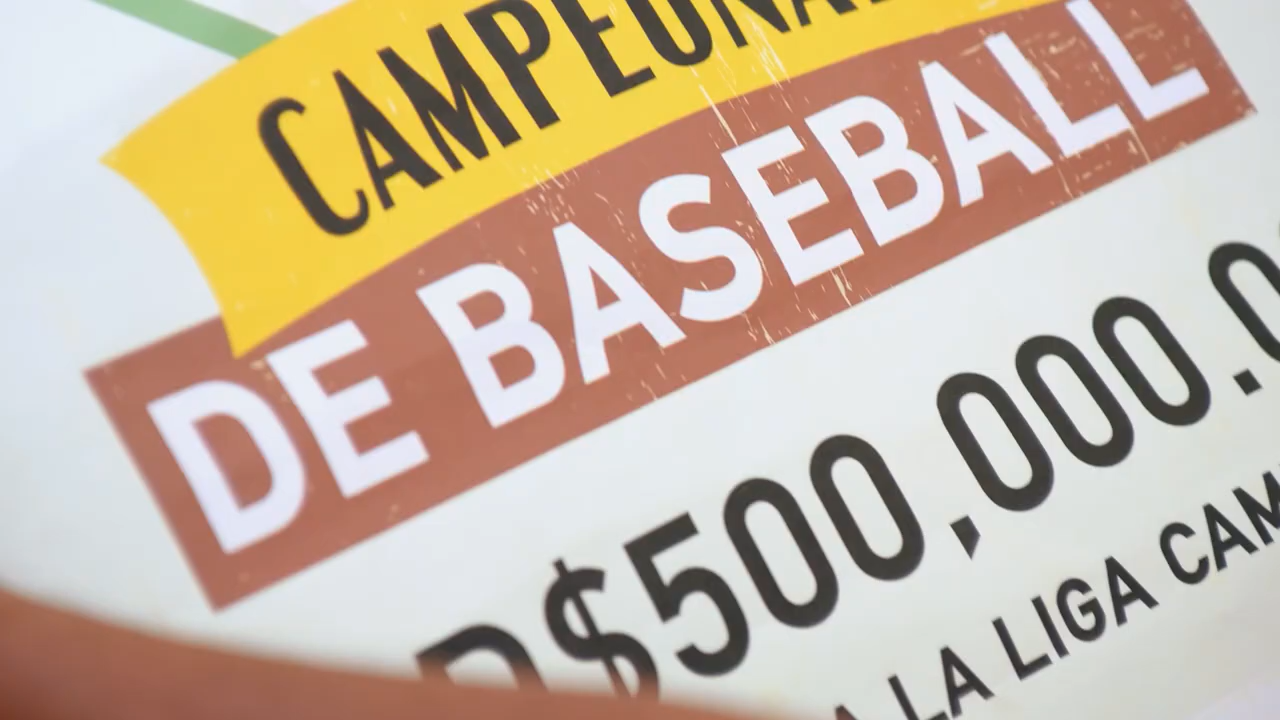 CAMPEONA
DE BASEBALL
D$500,000.0
A LA LIGA CAM